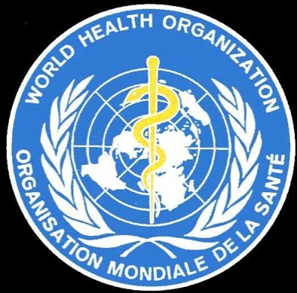 WORLD HEALTH ORGANIZATION
ORGANISATION MONDIALE DE LA SANTÉ